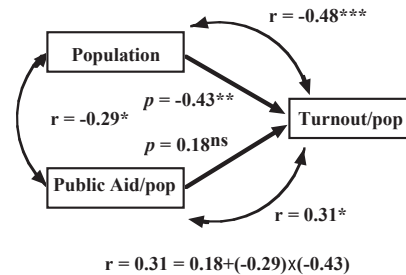 r = -0.48***
Population
p = -0.43**
r = -0.29*
Turnout/pop
p = 0.18ns
Public Aid/pop
r = 0.31*
r = 0.31 = 0.18+(-0.29)x(-0.43)